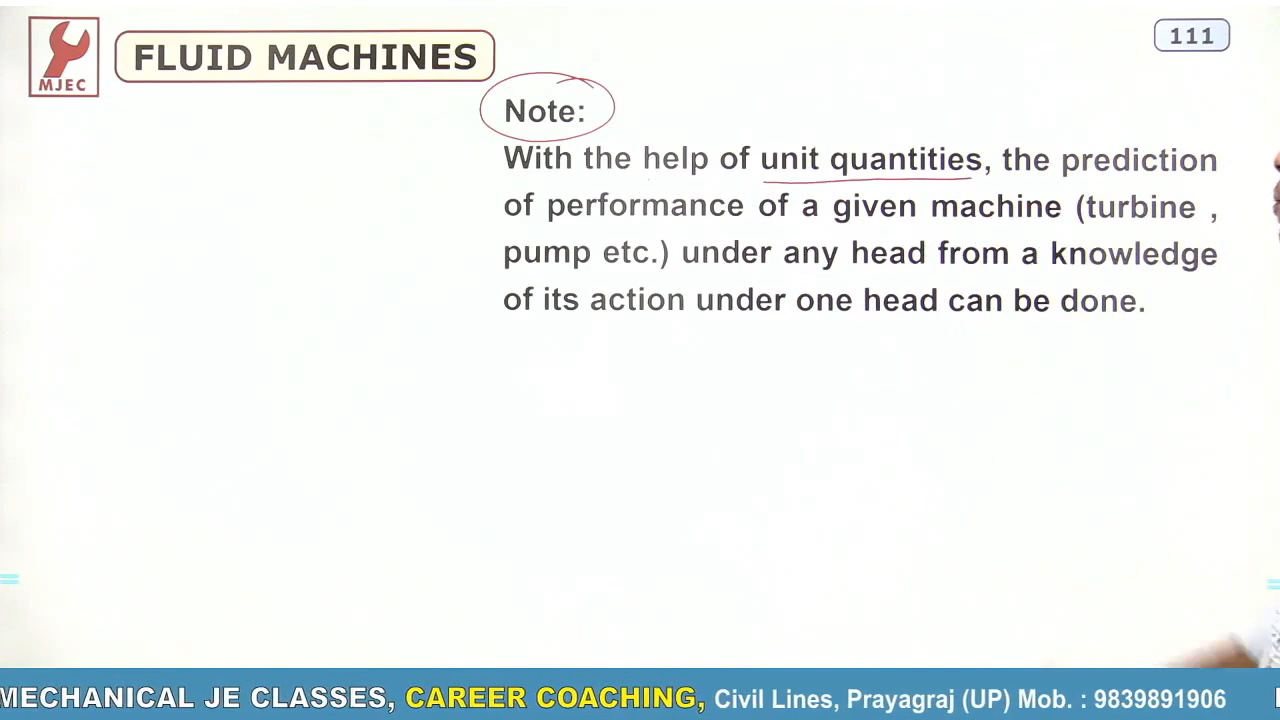 MJEC
FLUID MACHINES
111
Note:
With the help of unit quantities, the prediction
of performance of a given machine (turbine ,
pump etc.) under any head from a knowledge
of its action under one head can be done.
MECHANICAL JE CLASSES, CAREER COACHING, Civil Lines, Prayagraj (UP) Mob. : 9839891906